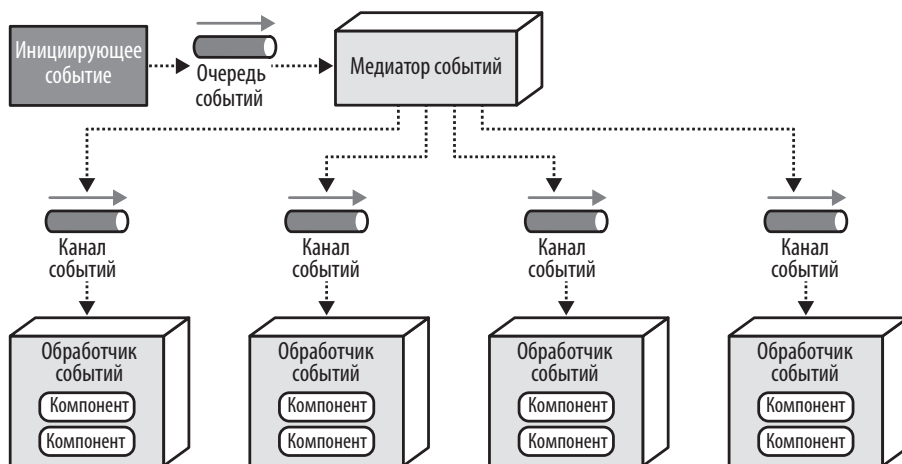 Инициирующее
событие
Очередь
событий
Медиатор событий
Канал
событий
Канал
событий
Канал
событий
Канал
событий
Обработчик
событий
Компонент
Компонент
Обработчик
событий
Компонент
Компонент
Обработчик
событий
Компонент
Компонент
Обработчик
событий
Компонент
Компонент